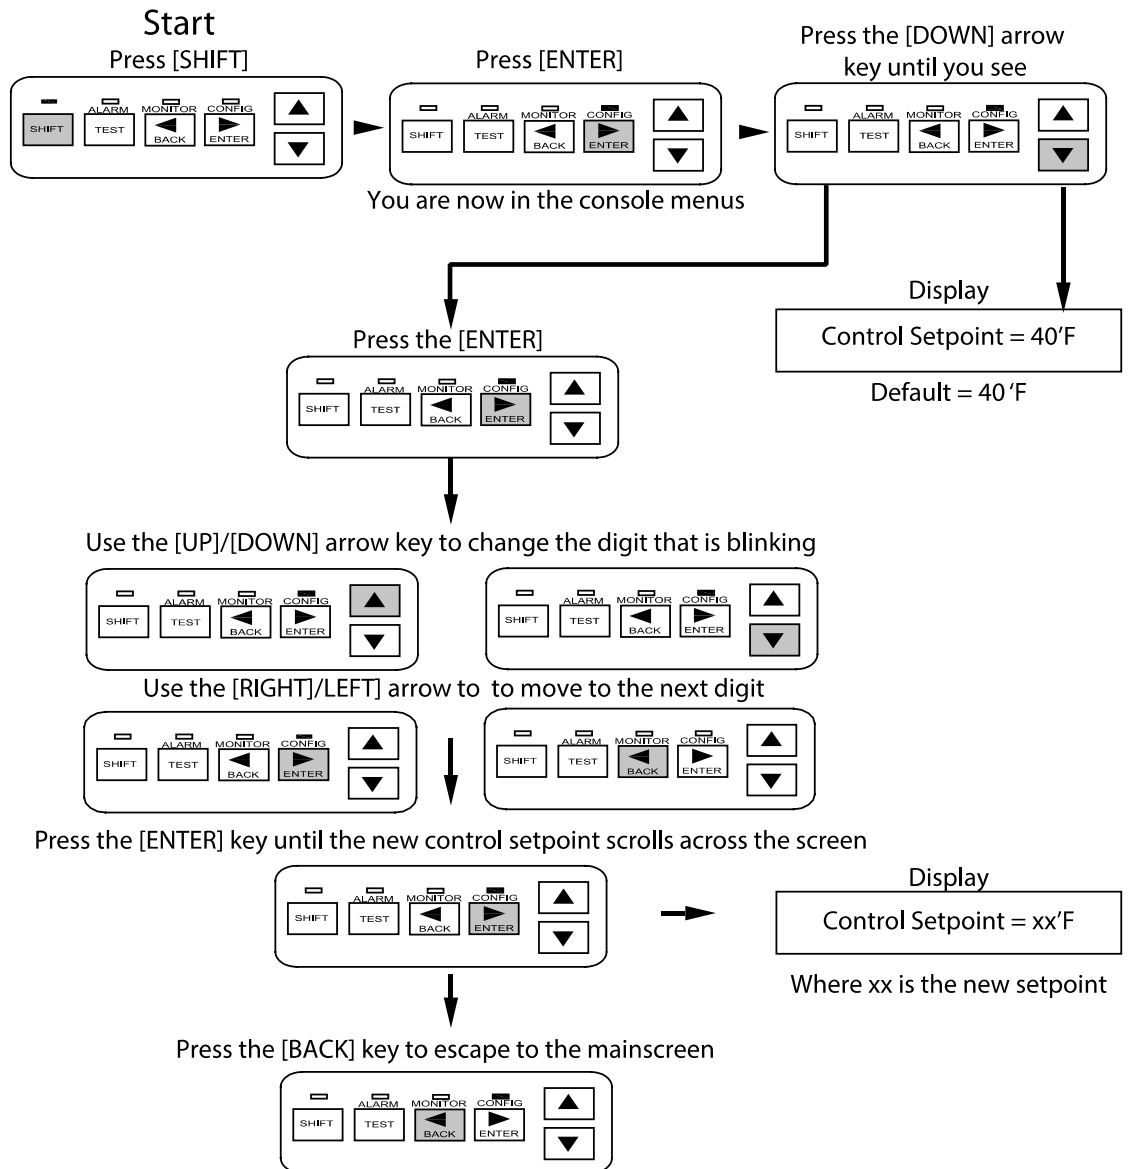 Start
Press [SHIFT]
ALARM MONITOR CONFIG
SHIFT TEST BACK ENTER
Press [ENTER]
ALARM MONITOR CONFIG
SHIFT TEST BACK ENTER
You are now in the console menus
Press the [DOWN] arrow
key until you see
ALARM MONITOR CONFIG
SHIFT TEST BACK ENTER
Display
Control Setpoint = 40'F
Default = 40 'F
Press the [ENTER]
ALARM MONITOR CONFIG
SHIFT TEST BACK ENTER
Use the [UP]/[DOWN] arrow key to change the digit that is blinking
ALARM MONITOR CONFIG
SHIFT TEST BACK ENTER
ALARM MONITOR CONFIG
SHIFT TEST BACK ENTER
Use the [RIGHT]/LEFT] arrow to  to move to the next digit
ALARM MONITOR CONFIG
SHIFT TEST BACK ENTER
ALARM MONITOR CONFIG
SHIFT TEST BACK ENTER
Press the [ENTER] key until the new control setpoint scrolls across the screen
ALARM MONITOR CONFIG
SHIFT TEST BACK ENTER
Display
Control Setpoint = xx'F
Where xx is the new setpoint
Press the [BACK] key to escape to the mainscreen
ALARM MONITOR CONFIG
SHIFT TEST BACK ENTER